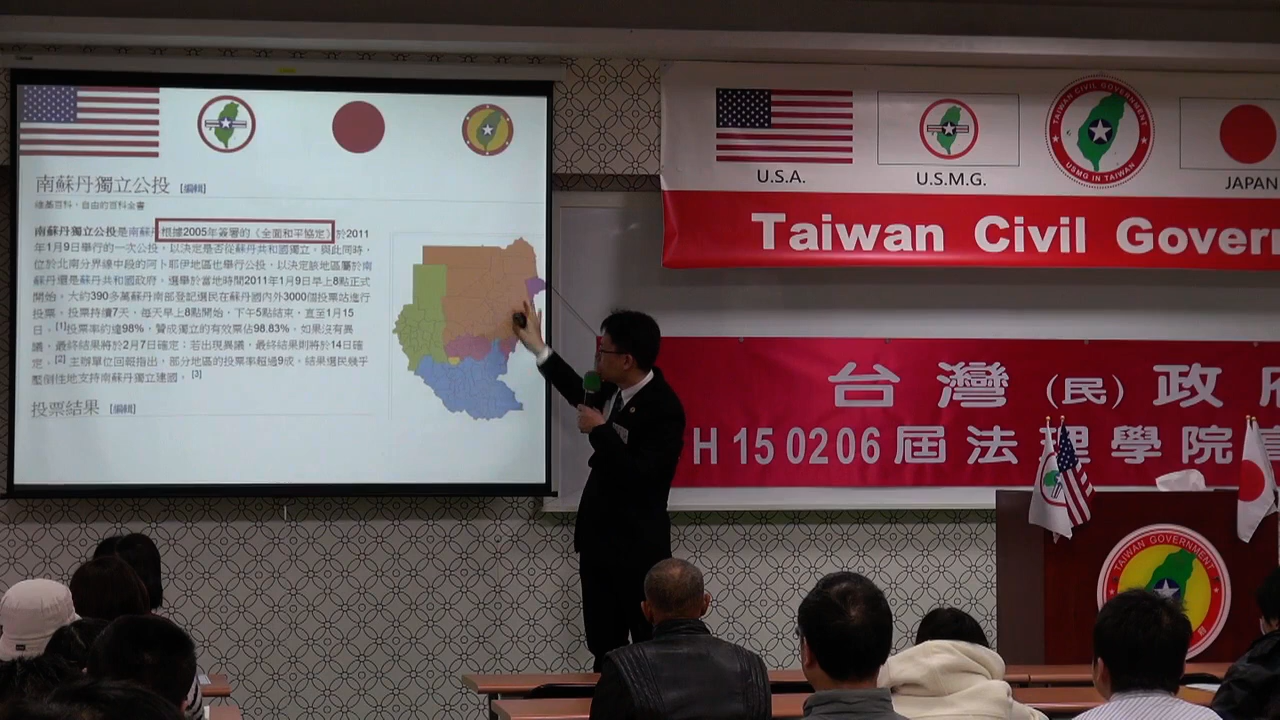 南蘇丹獨立公投 [編輯]
維基百科，自由的百科全書
南蘇丹獨立公投是南蘇丹根據2005年簽署的《全面和平協定》於2011
年1月9日舉行的一次公投，以決定是否從蘇丹共和國獨立。與此同時，
位於北南分界線中段的阿卜耶伊地區也舉行公投，以決定該地區屬於南
蘇丹還是蘇丹共和國政府。選舉於當地時間2011年1月9日早上8點正式
開始。大約390多萬蘇丹南部登記選民在蘇丹國內外3000個投票站進行
投票。投票持續7天，每天早上8點開始，下午5點結束，直至1月15
日。[1]投票率約達98%，贊成獨立的有效票佔98.83%。如果沒有異
議，最終結果將於2月7日確定；若出現異議，最終結果則將於14日確
定。[2]主辦單位回報指出，部分地區的投票率超過9成。結果選民幾乎
壓倒性地支持南蘇丹獨立建國。[3]
投票結果 [編輯]
U.S.A.
U.S.M.G.
TAIWAN CIVIL GOVERNMENT
USMG IN TAIWAN
JAPAN
Taiwan Civil Govern
台灣(民)政府
H150206屆法理學院
TAIWAN GOVERNMENT